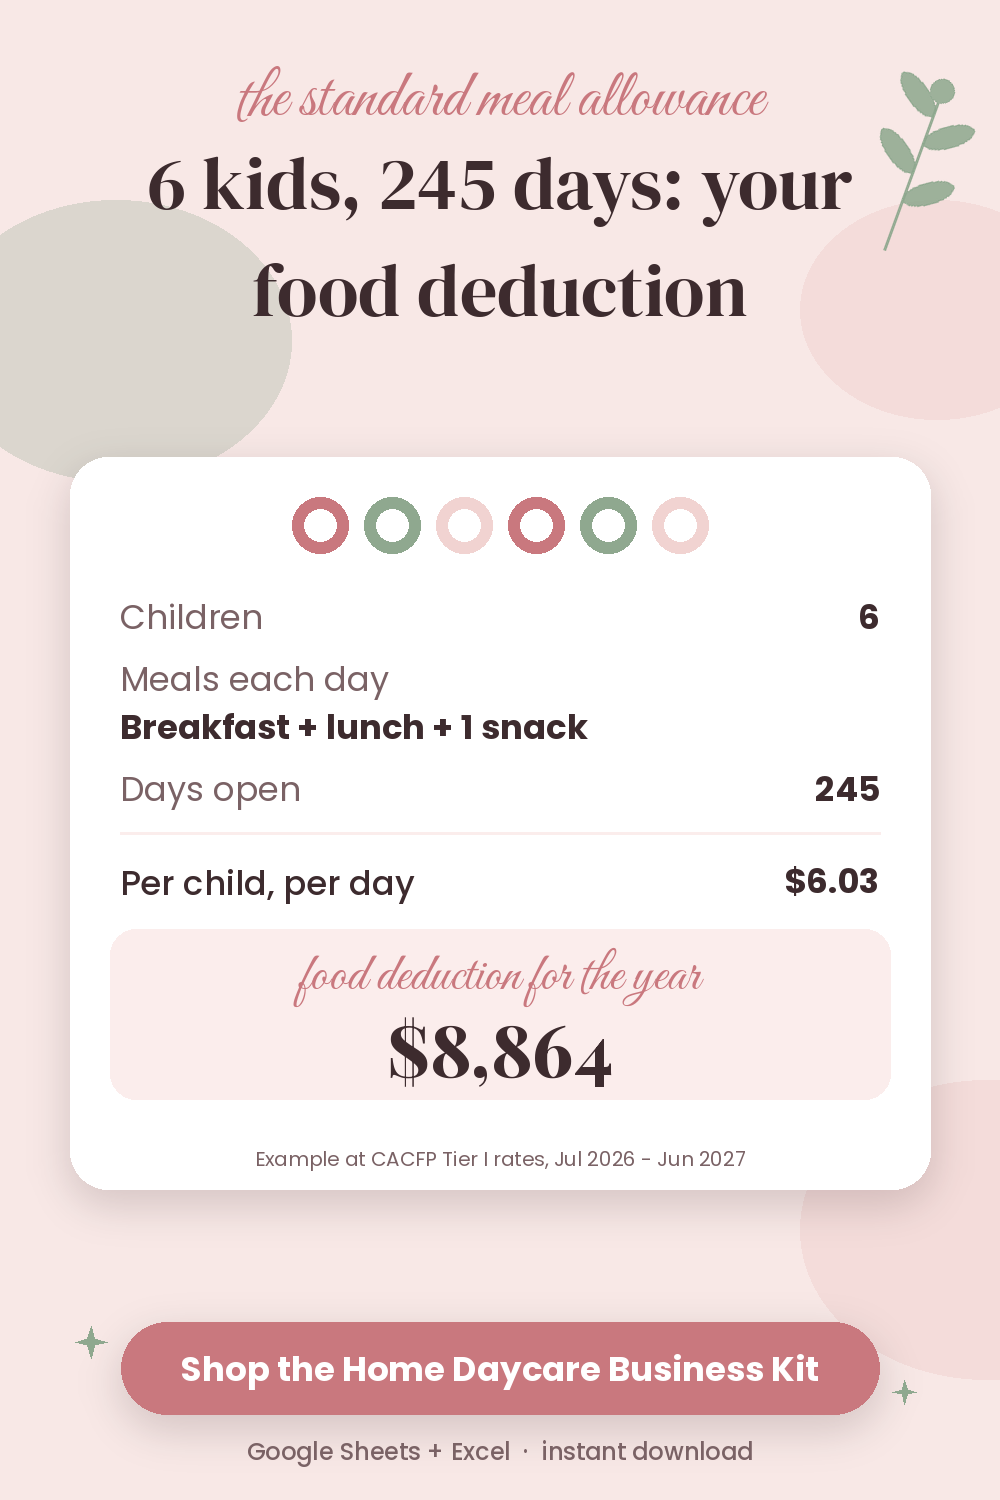 the standard meal allowance
6 kids, 245 days: your
food deduction
Children 6
Meals each day
Breakfast + lunch + 1 snack
Days open 245
Per child, per day $6.03
food deduction for the year
$8,864
Example at CACFP Tier I rates, Jul 2026 - Jun 2027
Shop the Home Daycare Business Kit
Google Sheets + Excel · instant download